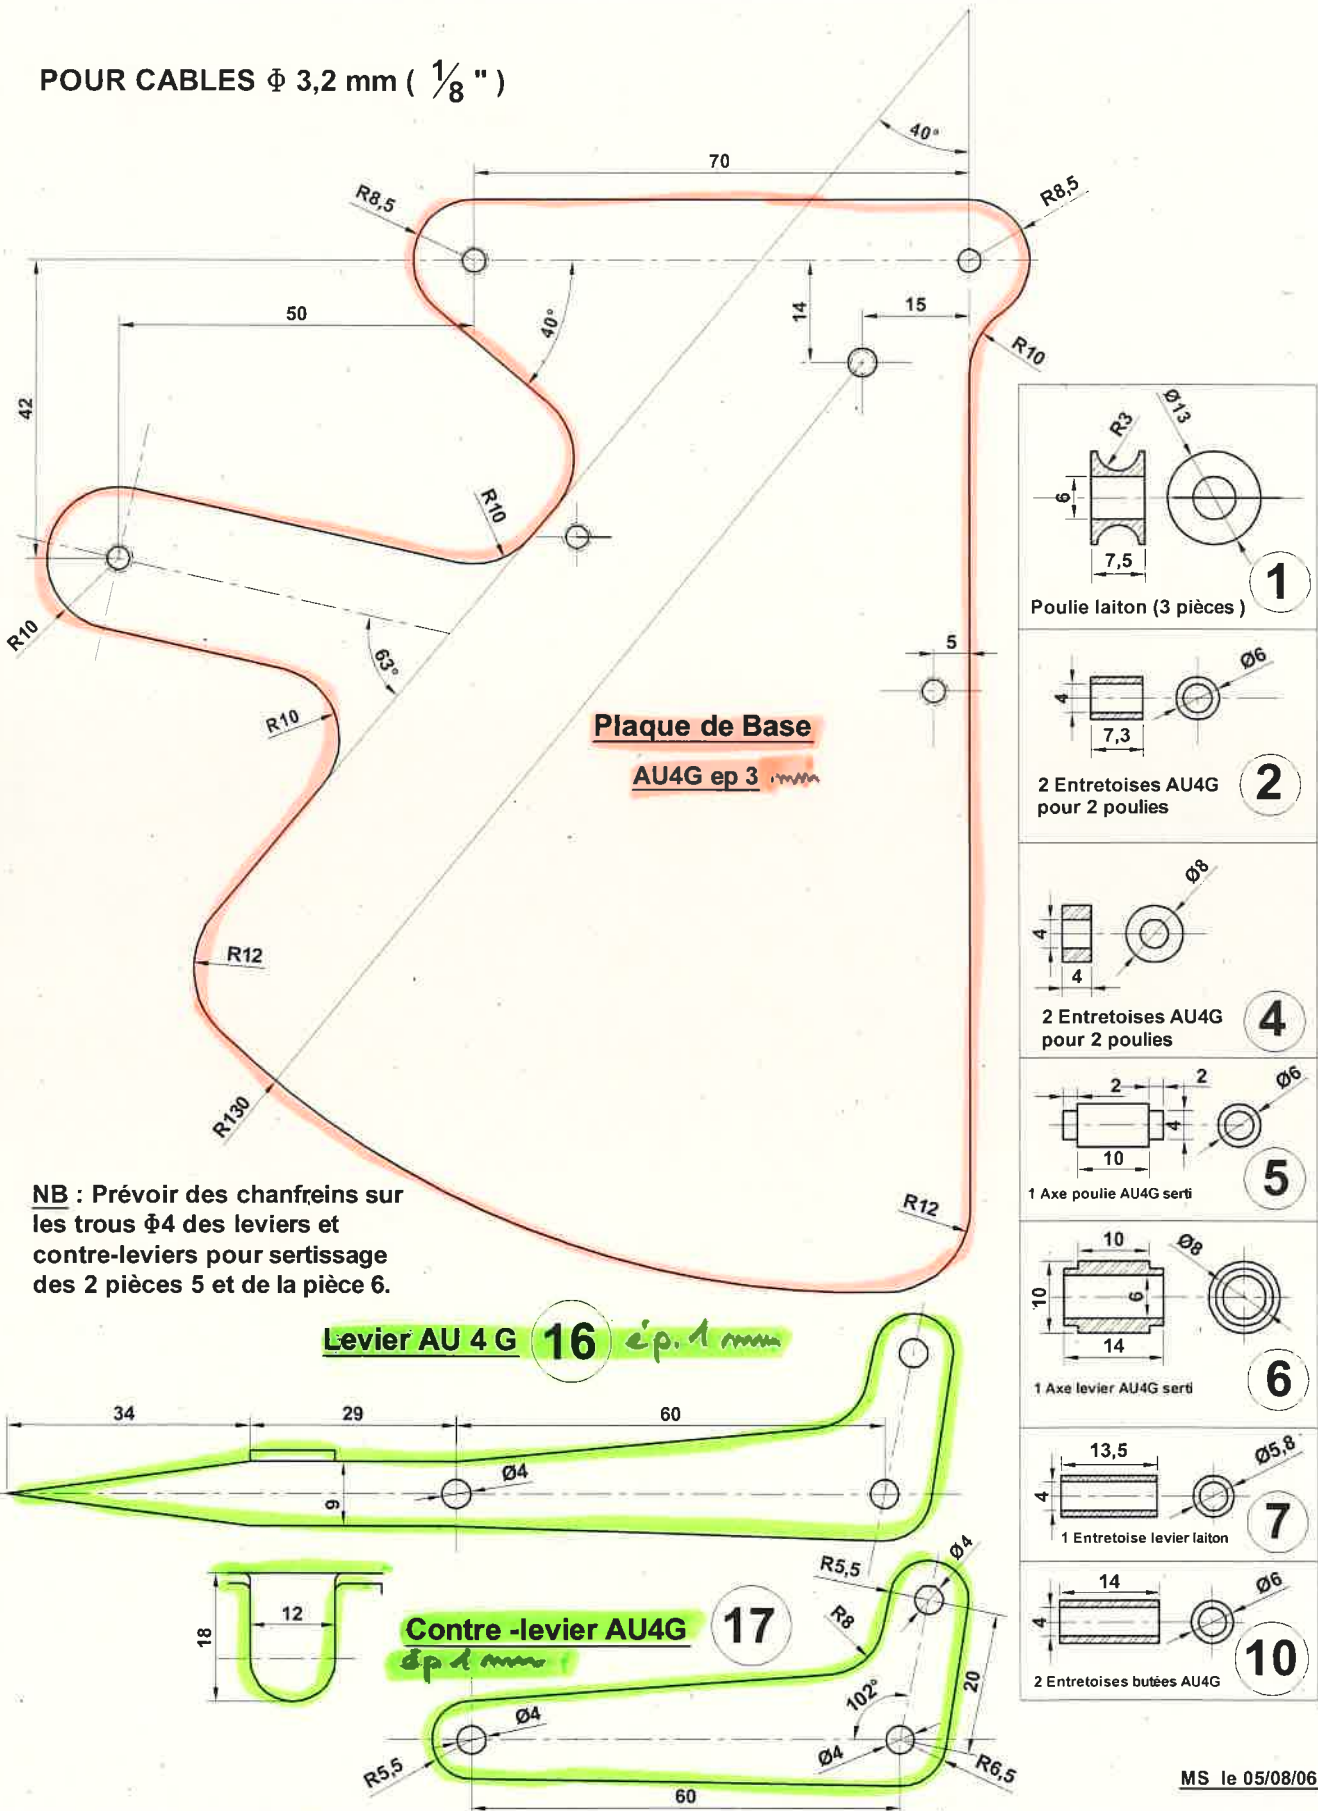 POUR CABLES Φ 3,2 mm ( 1/8 " )
40°
70
R8,5
R8,5
50
40°
14
15
R10
42
R10
R10
63°
5
R10
Plaque de Base
AU4G ep 3 mm
R12
R130
R12
NB : Prévoir des chanfreins sur
les trous Φ4 des leviers et
contre-leviers pour sertissage
des 2 pièces 5 et de la pièce 6.
Levier AU 4 G 16 ép. 1 mm
34
29
60
Ø4
9
18
12
Contre -levier AU4G 17
ép 1 mm
R5,5
Ø4
R8
102°
20
Ø4
Ø4
R5,5
R6,5
60
R3
Ø13
6
7,5
1
Poulie laiton (3 pièces )
4
Ø6
7,3
2 Entretoises AU4G
pour 2 poulies
2
Ø8
4
4
2 Entretoises AU4G
pour 2 poulies
4
2
2
Ø6
4
10
1 Axe poulie AU4G serti
5
10
Ø8
10
6
14
1 Axe levier AU4G serti
6
13,5
Ø5,8
4
1 Entretoise levier laiton
7
14
Ø6
4
2 Entretoises butées AU4G
10
MS le 05/08/06